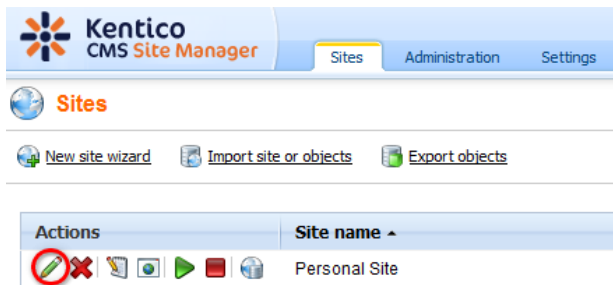 Kentico
CMS Site Manager
Sites Administration Settings
Sites
New site wizard Import site or objects Export objects
Actions Site name
Personal Site